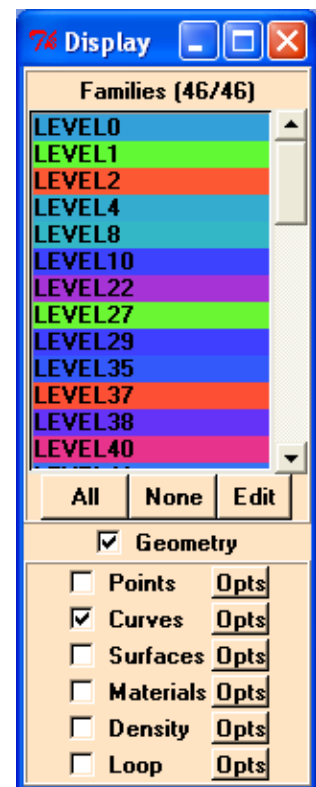 7% Display
Families (46/46)
LEVEL0
LEVEL1
LEVEL2
LEVEL4
LEVEL8
LEVEL10
LEVEL22
LEVEL27
LEVEL29
LEVEL35
LEVEL37
LEVEL38
LEVEL40
All None Edit
Geometry
Points Opts
Curves Opts
Surfaces Opts
Materials Opts
Density Opts
Loop Opts